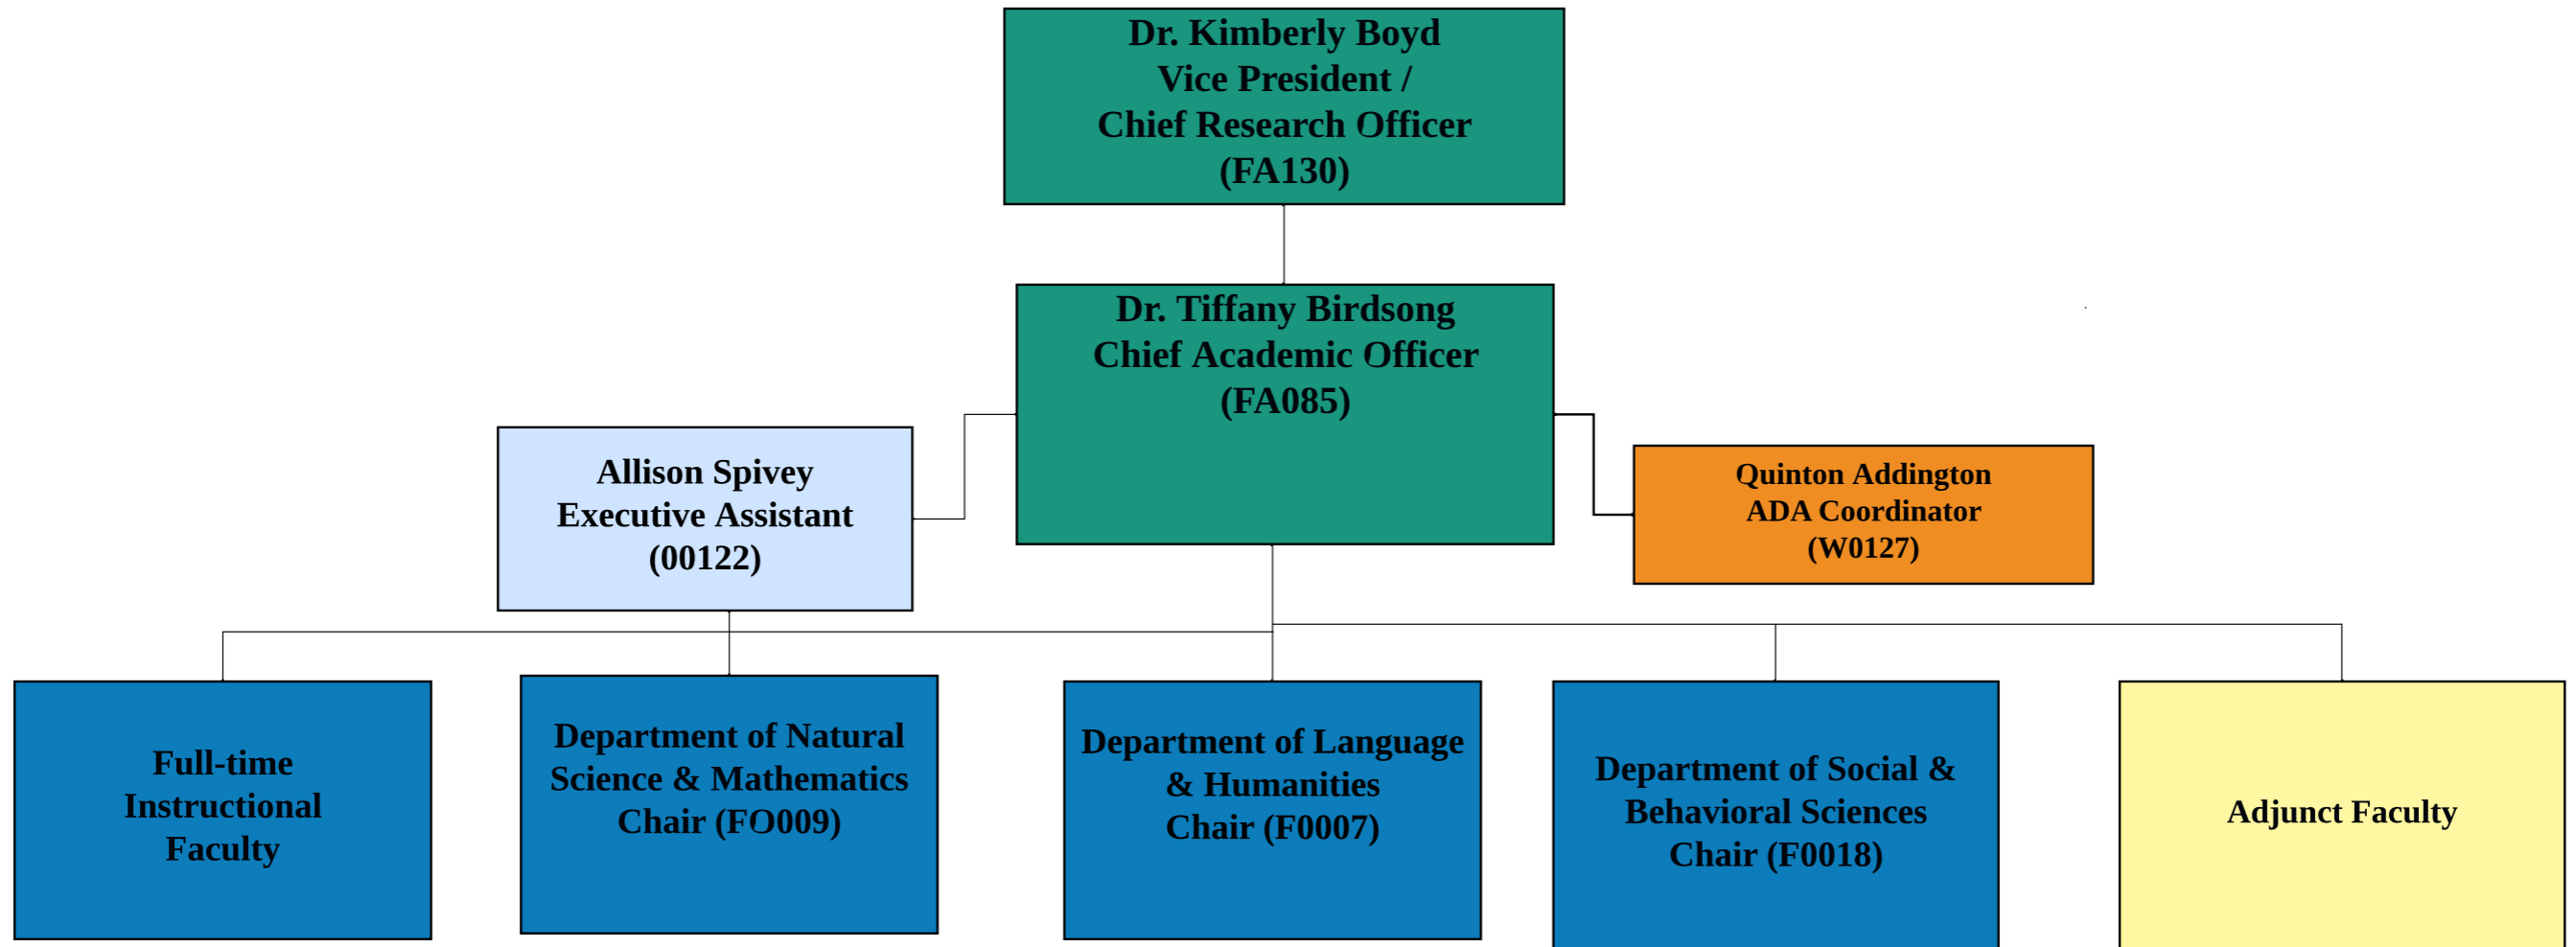 Dr. Kimberly Boyd
Vice President /
Chief Research Officer
(FA130)
Dr. Tiffany Birdsong
Chief Academic Officer
(FA085)
Allison Spivey
Executive Assistant
(00122)
Quinton Addington
ADA Coordinator
(W0127)
Full-time
Instructional
Faculty
Department of Natural
Science & Mathematics
Chair (FO009)
Department of Language
& Humanities
Chair (F0007)
Department of Social &
Behavioral Sciences
Chair (F0018)
Adjunct Faculty